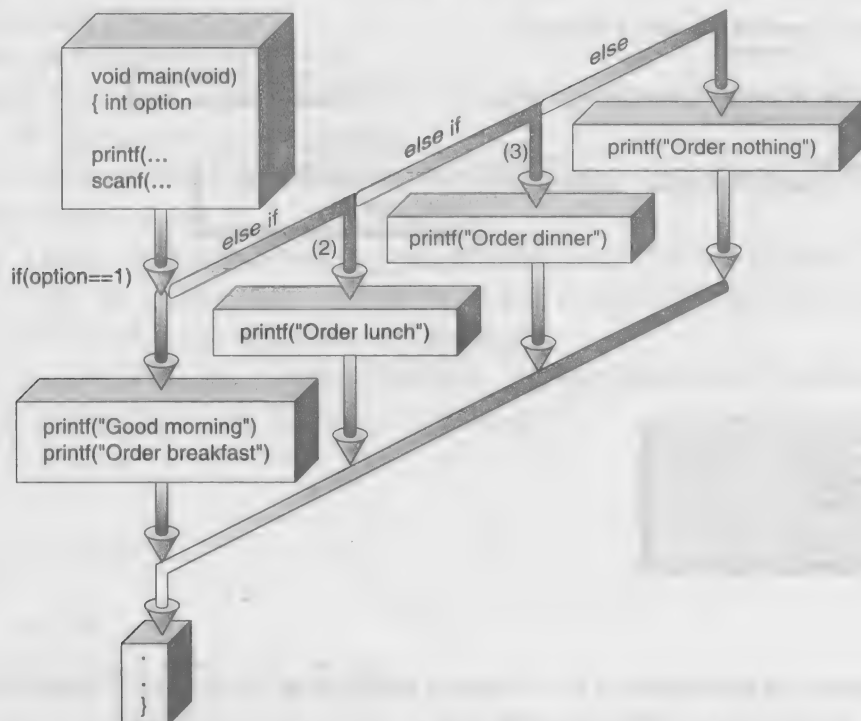 void main(void)
{ int option
printf(...
scanf(...
if(option==1)
else if
(2)
else if
(3)
else
printf("Order nothing")
printf("Order dinner")
printf("Order lunch")
printf("Good morning")
printf("Order breakfast")
.
.
}